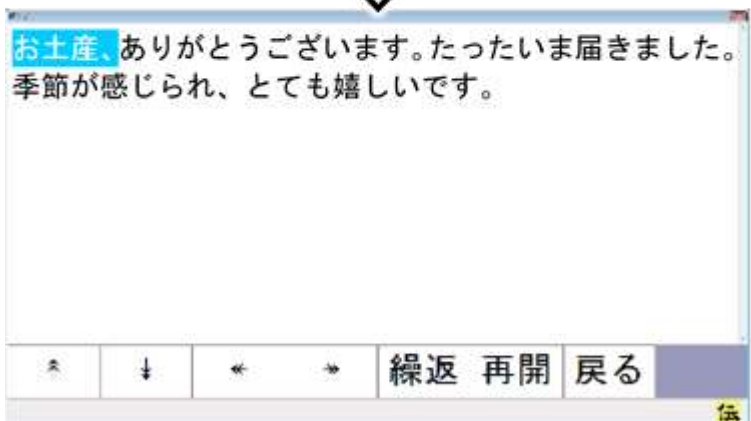 お土産、ありがとうございます。たったいま届きました。
季節が感じられ、とても嬉しいです。
繰返 再開 戻る
伝